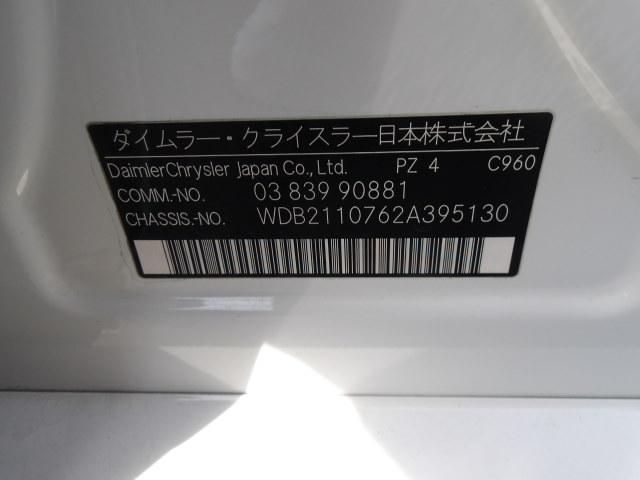 ダイムラー・クライスラー日本株式会社
DaimlerChrysler Japan Co., Ltd. PZ 4 C960
COMM.-NO. 03 839 90881
CHASSIS.-NO. WDB2110762A395130